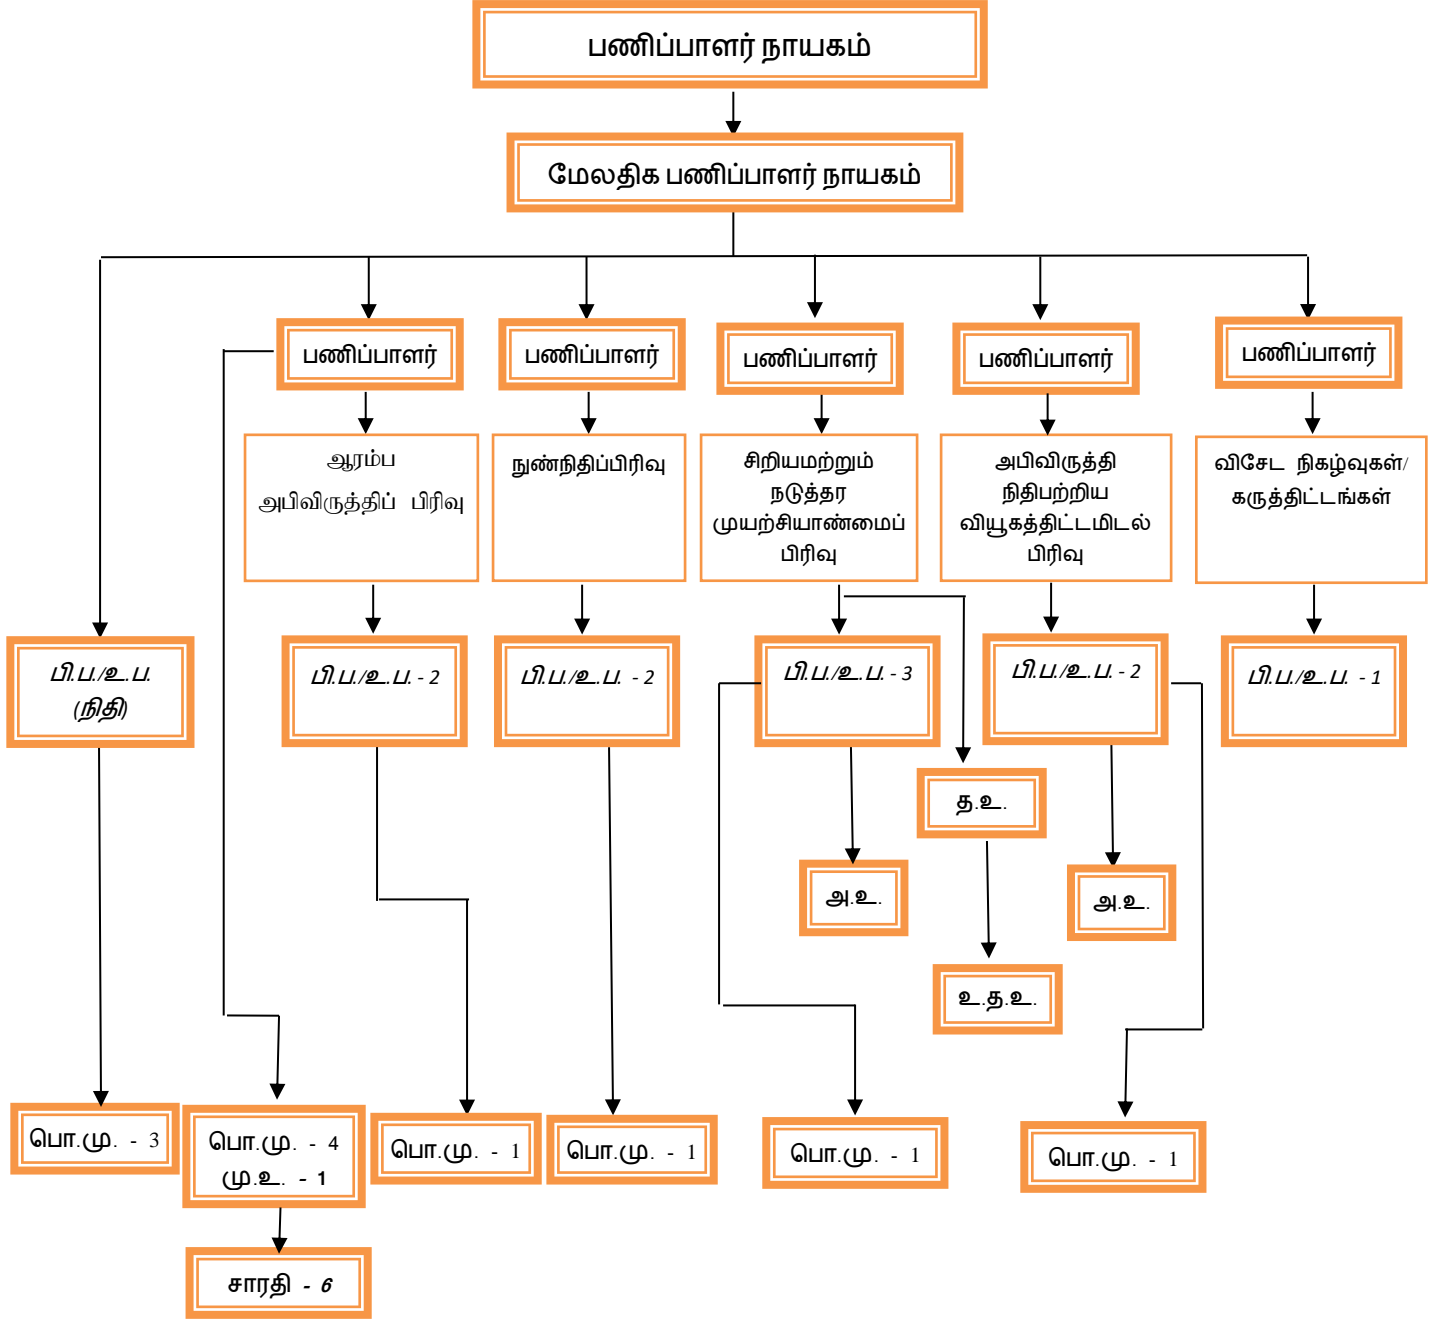 பணிப்பாளர் நாயகம்
மேலதிக பணிப்பாளர் நாயகம்
பணிப்பாளர்
பணிப்பாளர்
பணிப்பாளர்
பணிப்பாளர்
பணிப்பாளர்
ஆரம்ப
அபிவிருத்திப் பிரிவு
நுண்நிதிப்பிரிவு
சிறியமற்றும்
நடுத்தர
முயற்சியாண்மைப்
பிரிவு
அபிவிருத்தி
நிதிபற்றிய
வியூகத்திட்டமிடல்
பிரிவு
விசேட நிகழ்வுகள்/
கருத்திட்டங்கள்
பி.ப./உ.ப.
(நிதி)
பி.ப./உ.ப. - 2
பி.ப./உ.ப. - 2
பி.ப./உ.ப. - 3
பி.ப./உ.ப. - 2
பி.ப./உ.ப. - 1
த.உ.
அ.உ.
அ.உ.
உ.த.உ.
பொ.மு. - 3
பொ.மு. - 4
மு.உ. - 1
பொ.மு. - 1
பொ.மு. - 1
பொ.மு. - 1
பொ.மு. - 1
சாரதி - 6